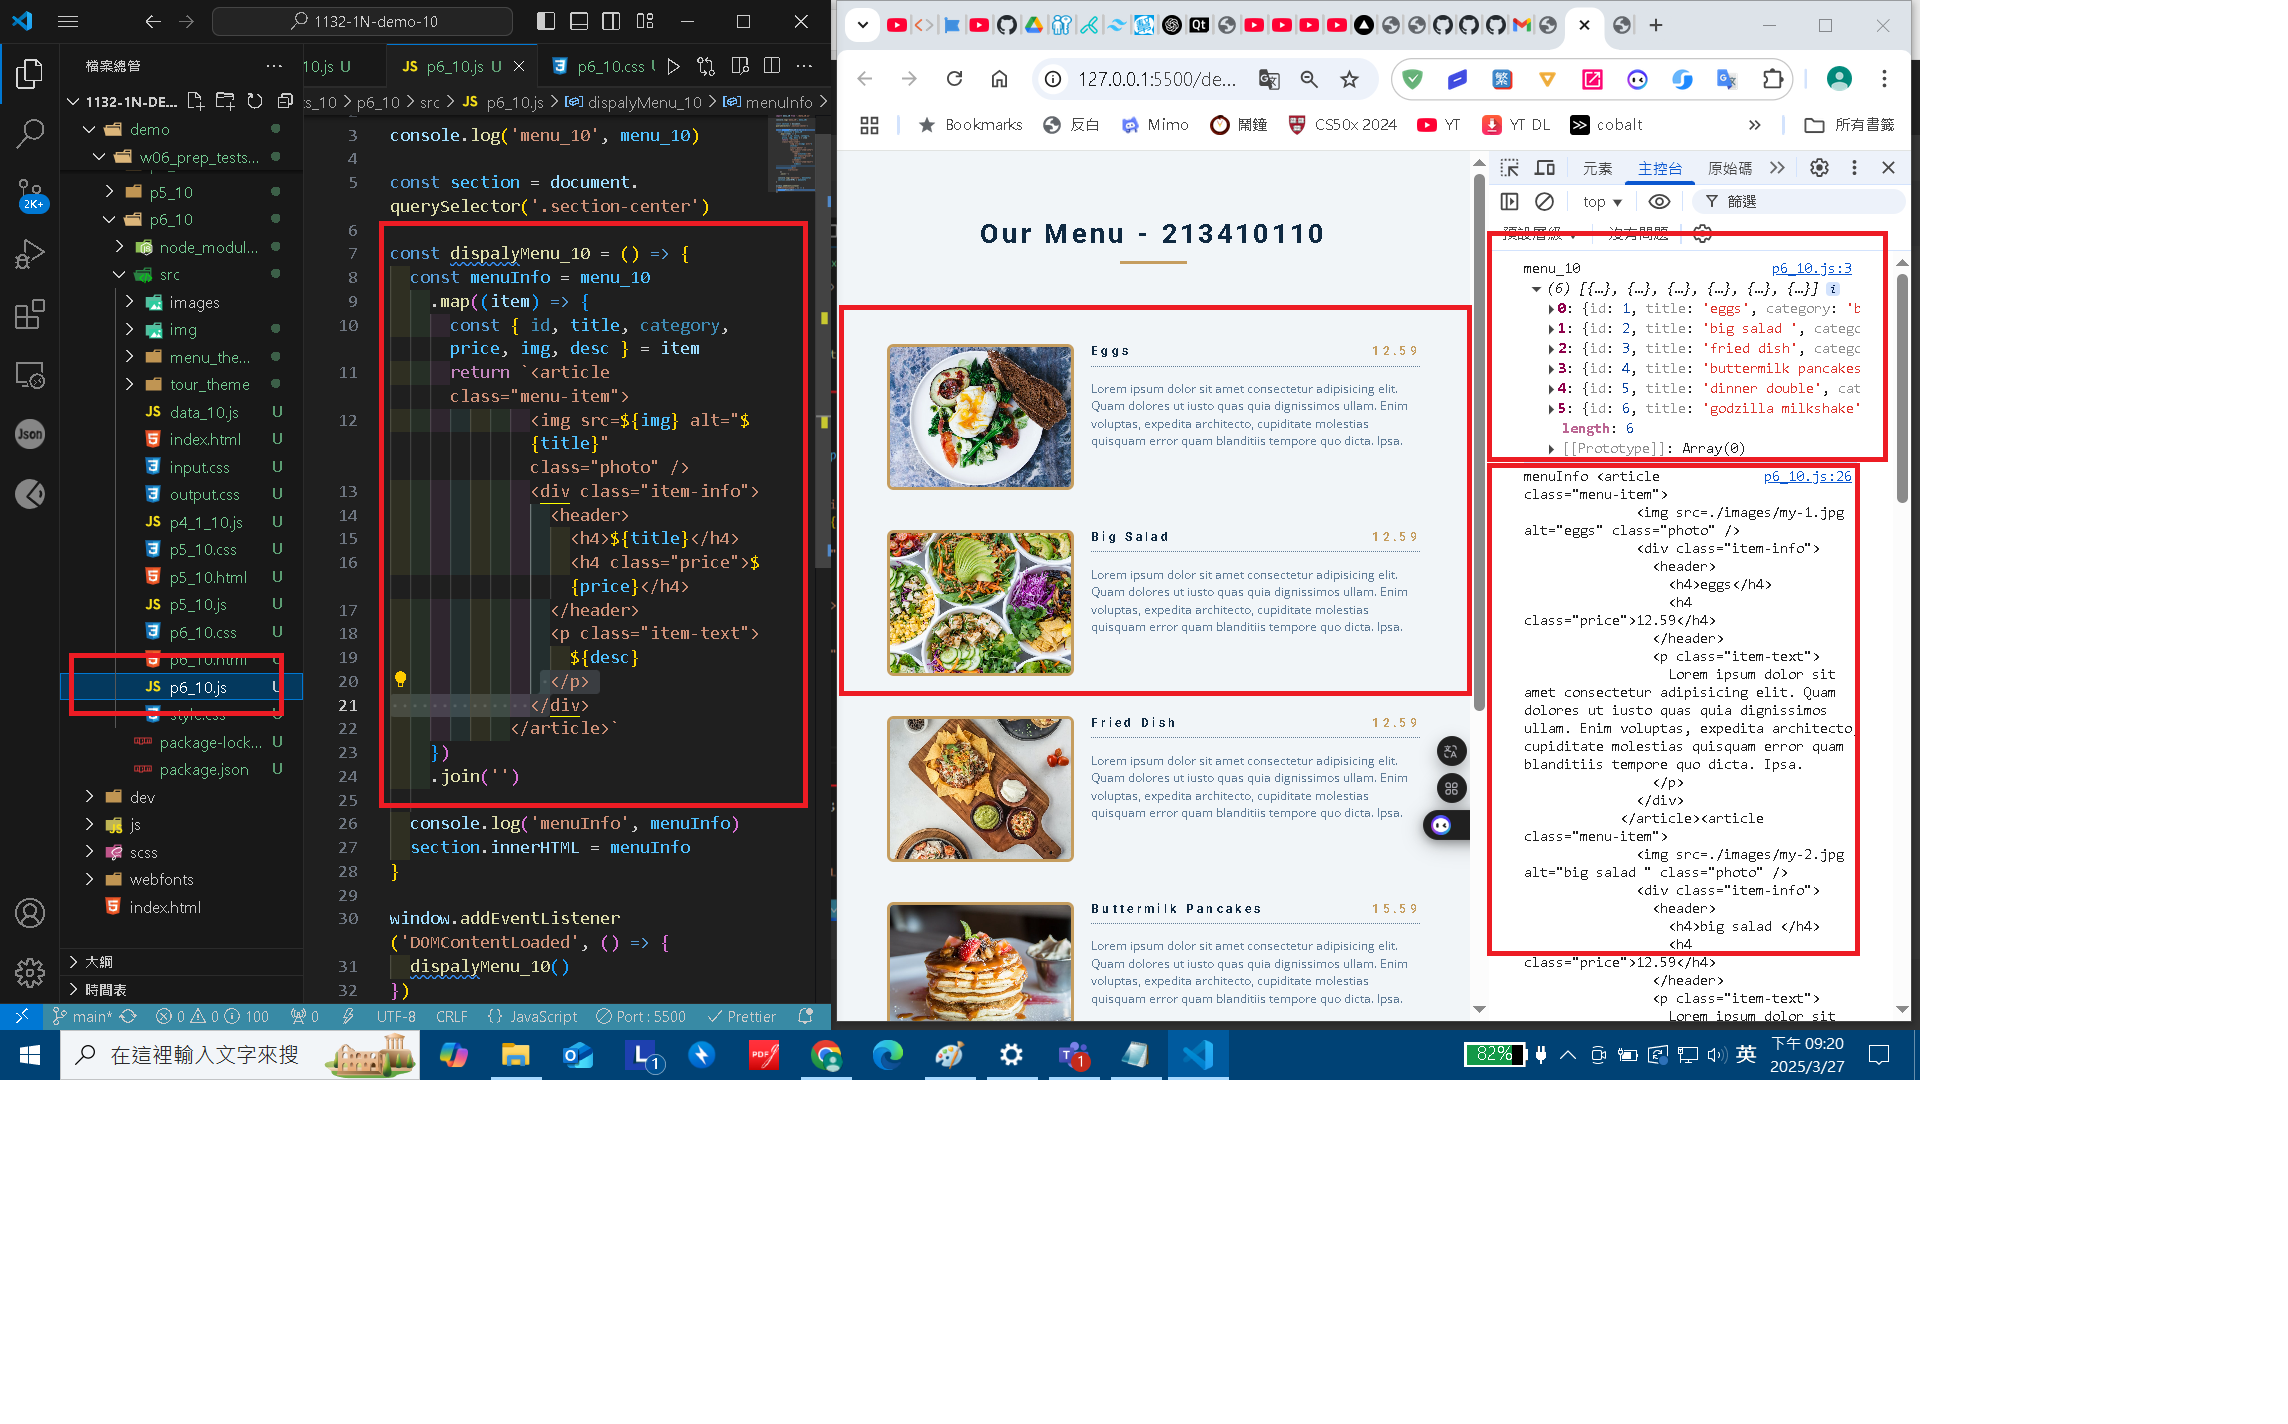 1132-1N-demo-10
檔案總管
1132-1N-DE...
demo
w06_prep_tests...
p5_10
p6_10
node_modul...
src
images
img
menu_the...
tour_theme
data_10.js U
index.html U
input.css U
output.css U
p4_1_10.js U
p5_10.css U
p5_10.html U
p5_10.js U
p6_10.css U
p6_10.html U
p6_10.js U
style.css U
package-lock... U
package.json U
dev
js
scss
webfonts
index.html
大綱
時間表
2K+
Json
10.js U
JS p6_10.js U
p6_10.css
ts_10 > p6_10 > src > JS p6_10.js > dispalyMenu_10 > menuInfo >
2
3 console.log('menu_10', menu_10)
4
5 const section = document.
querySelector('.section-center')
6
7 const dispalyMenu_10 = () => {
8 const menuInfo = menu_10
9 .map((item) => {
10 const { id, title, category,
price, img, desc } = item
11 return `<article
class="menu-item">
12 <img src=${img} alt="$
{title}"
class="photo" />
13 <div class="item-info">
14 <header>
15 <h4>${title}</h4>
16 <h4 class="price">$
{price}</h4>
17 </header>
18 <p class="item-text">
19 ${desc}
20 </p>
21 </div>
22 </article>`
23 })
24 .join('')
25
26 console.log('menuInfo', menuInfo)
27 section.innerHTML = menuInfo
28 }
29
30 window.addEventListener
('DOMContentLoaded', () => {
31 dispalyMenu_10()
32 })
main* 0 0 100 0 UTF-8 CRLF {} JavaScript Port : 5500 Prettier
127.0.0.1:5500/de...
Bookmarks 反白 Mimo 鬧鐘 CS50x 2024 YT YT DL cobalt 所有書籤
Our Menu - 213410110
Eggs 12.59
Lorem ipsum dolor sit amet consectetur adipisicing elit.
Quam dolores ut iusto quas quia dignissimos ullam. Enim
voluptas, expedita architecto, cupiditate molestias
quisquam error quam blanditiis tempore quo dicta. Ipsa.
Big Salad 12.59
Lorem ipsum dolor sit amet consectetur adipisicing elit.
Quam dolores ut iusto quas quia dignissimos ullam. Enim
voluptas, expedita architecto, cupiditate molestias
quisquam error quam blanditiis tempore quo dicta. Ipsa.
Fried Dish 12.59
Lorem ipsum dolor sit amet consectetur adipisicing elit.
Quam dolores ut iusto quas quia dignissimos ullam. Enim
voluptas, expedita architecto, cupiditate molestias
quisquam error quam blanditiis tempore quo dicta. Ipsa.
Buttermilk Pancakes 15.59
Lorem ipsum dolor sit amet consectetur adipisicing elit.
Quam dolores ut iusto quas quia dignissimos ullam. Enim
voluptas, expedita architecto, cupiditate molestias
quisquam error quam blanditiis tempore quo dicta. Ipsa.
元素 主控台 原始碼
top 篩選
預設層級 沒有問題
menu_10 p6_10.js:3
(6) [{…}, {…}, {…}, {…}, {…}, {…}]
0: {id: 1, title: 'eggs', category: 'b
1: {id: 2, title: 'big salad ', catego
2: {id: 3, title: 'fried dish', catego
3: {id: 4, title: 'buttermilk pancakes
4: {id: 5, title: 'dinner double', cat
5: {id: 6, title: 'godzilla milkshake'
length: 6
[[Prototype]]: Array(0)
menuInfo <article p6_10.js:26
class="menu-item">
<img src=./images/my-1.jpg
alt="eggs" class="photo" />
<div class="item-info">
<header>
<h4>eggs</h4>
<h4
class="price">12.59</h4>
</header>
<p class="item-text">
Lorem ipsum dolor sit
amet consectetur adipisicing elit. Quam
dolores ut iusto quas quia dignissimos
ullam. Enim voluptas, expedita architecto,
cupiditate molestias quisquam error quam
blanditiis tempore quo dicta. Ipsa.
</p>
</div>
</article><article
class="menu-item">
<img src=./images/my-2.jpg
alt="big salad " class="photo" />
<div class="item-info">
<header>
<h4>big salad </h4>
<h4
class="price">12.59</h4>
</header>
<p class="item-text">
Lorem ipsum dolor sit
在這裡輸入文字來搜
82%
英
下午 09:20
2025/3/27